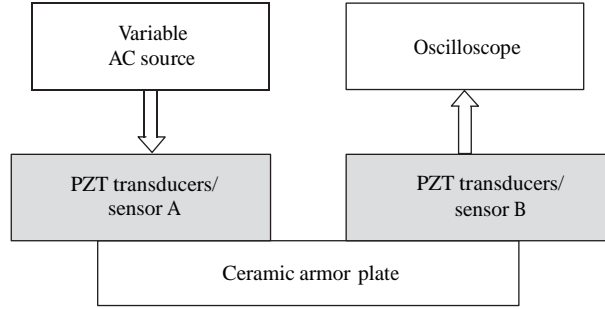 Variable
AC source
Oscilloscope
PZT transducers/
sensor A
PZT transducers/
sensor B
Ceramic armor plate